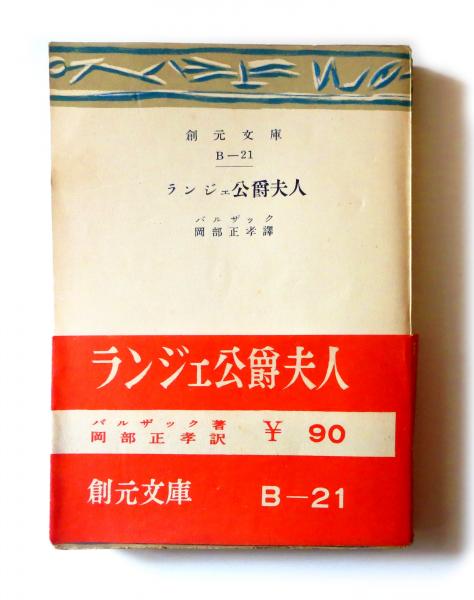 創元文庫
B—21
ランジェ公爵夫人
バルザック
岡部正孝譯
ランジェ公爵夫人
バルザック著
岡部正孝訳
¥ 90
創元文庫 B—21